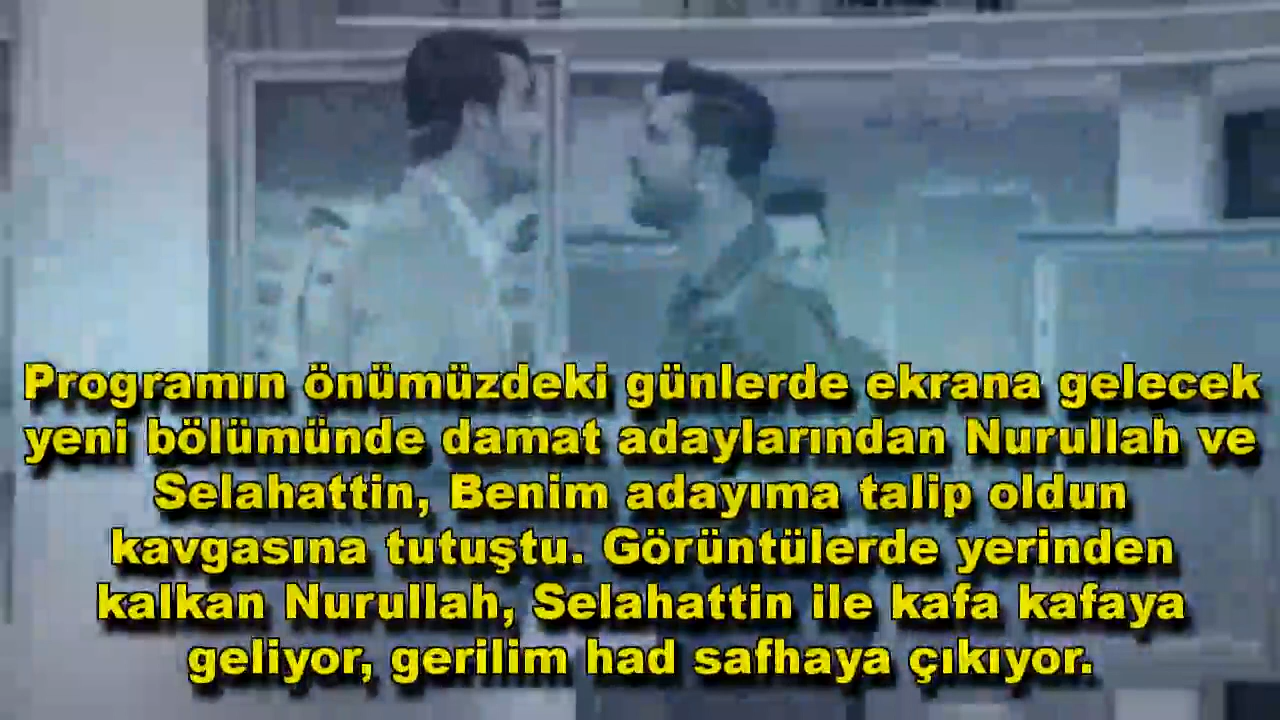 Programın önümüzdeki günlerde ekrana gelecek
yeni bölümünde damat adaylarından Nurullah ve
Selahattin, Benim adayıma talip oldun
kavgasına tutuştu. Görüntülerde yerinden
kalkan Nurullah, Selahattin ile kafa kafaya
geliyor, gerilim had safhaya çıkıyor.